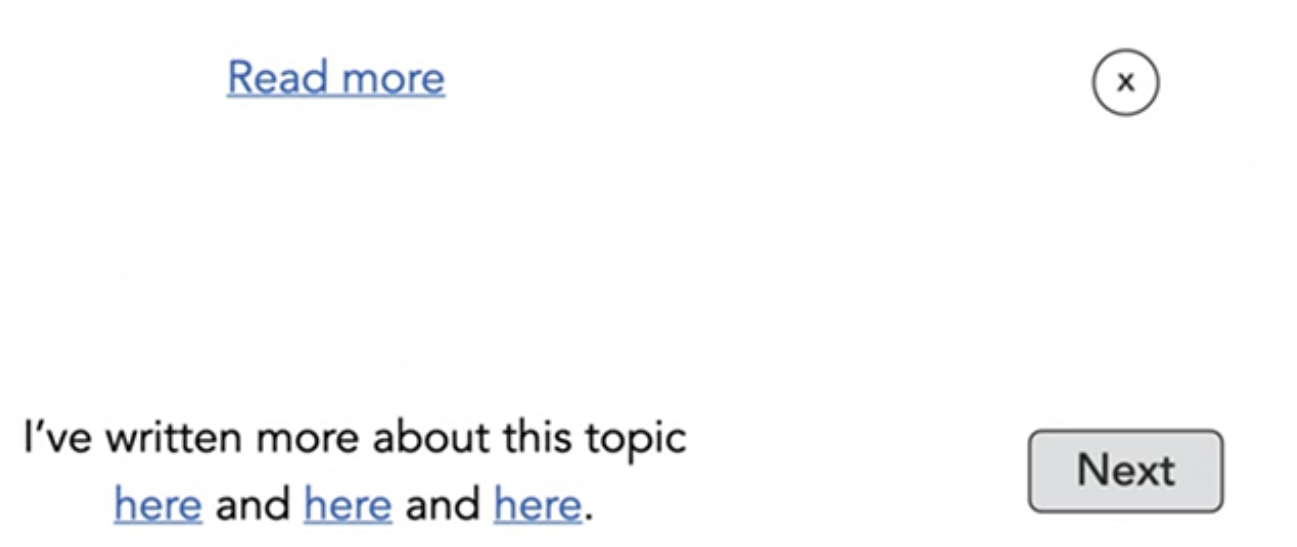 Read more
x
I've written more about this topic
here and here and here.
Next